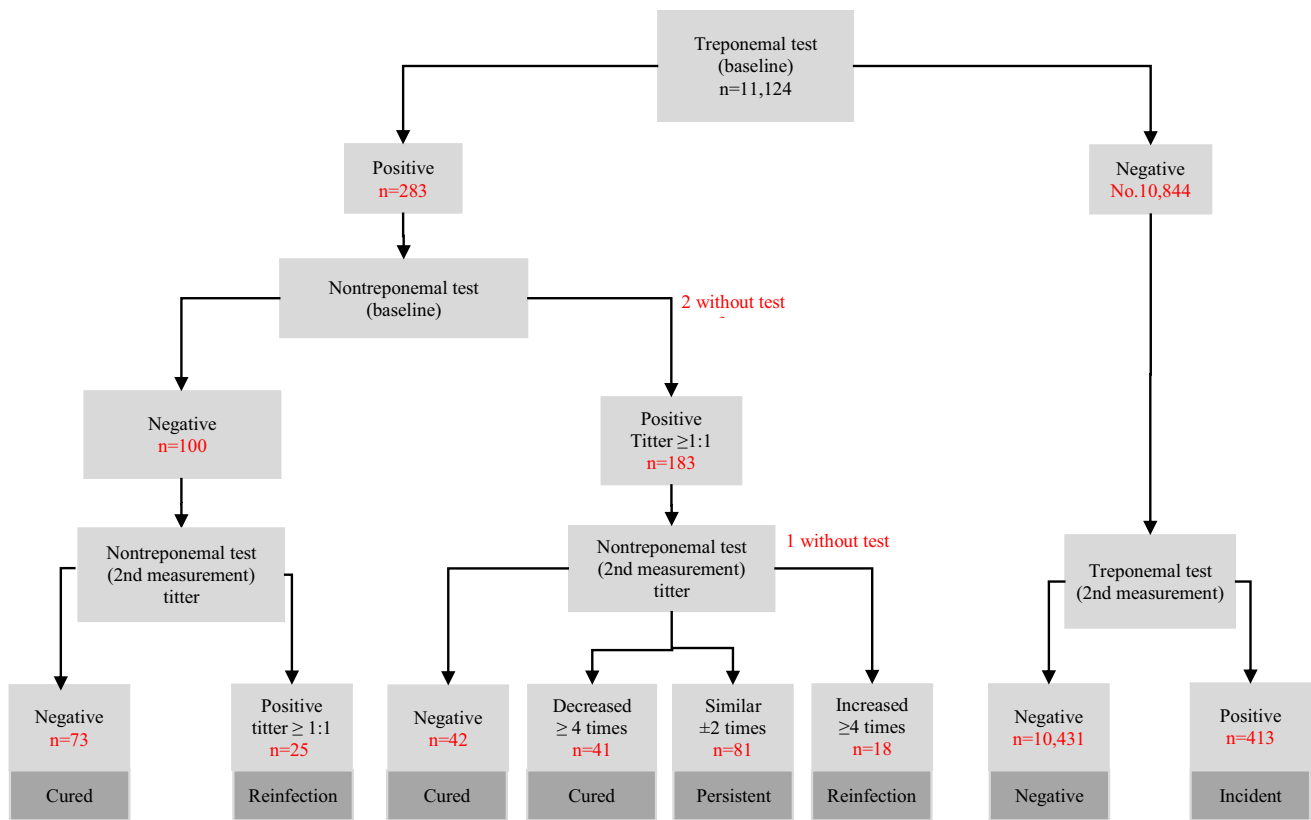 Treponemal test
(baseline)
n=11,124
Positive
n=283
Negative
No.10,844
Nontreponemal test
(baseline)
2 without test
Negative
n=100
Positive
Titter ≥1:1
n=183
Nontreponemal test
(2nd measurement)
titter
Nontreponemal test
(2nd measurement)
titter
1 without test
Treponemal test
(2nd measurement)
Negative
n=73
Cured
Positive
titter ≥ 1:1
n=25
Reinfection
Negative
n=42
Cured
Decreased
≥ 4 times
n=41
Cured
Similar
±2 times
n=81
Persistent
Increased
≥4 times
n=18
Reinfection
Negative
n=10,431
Negative
Positive
n=413
Incident